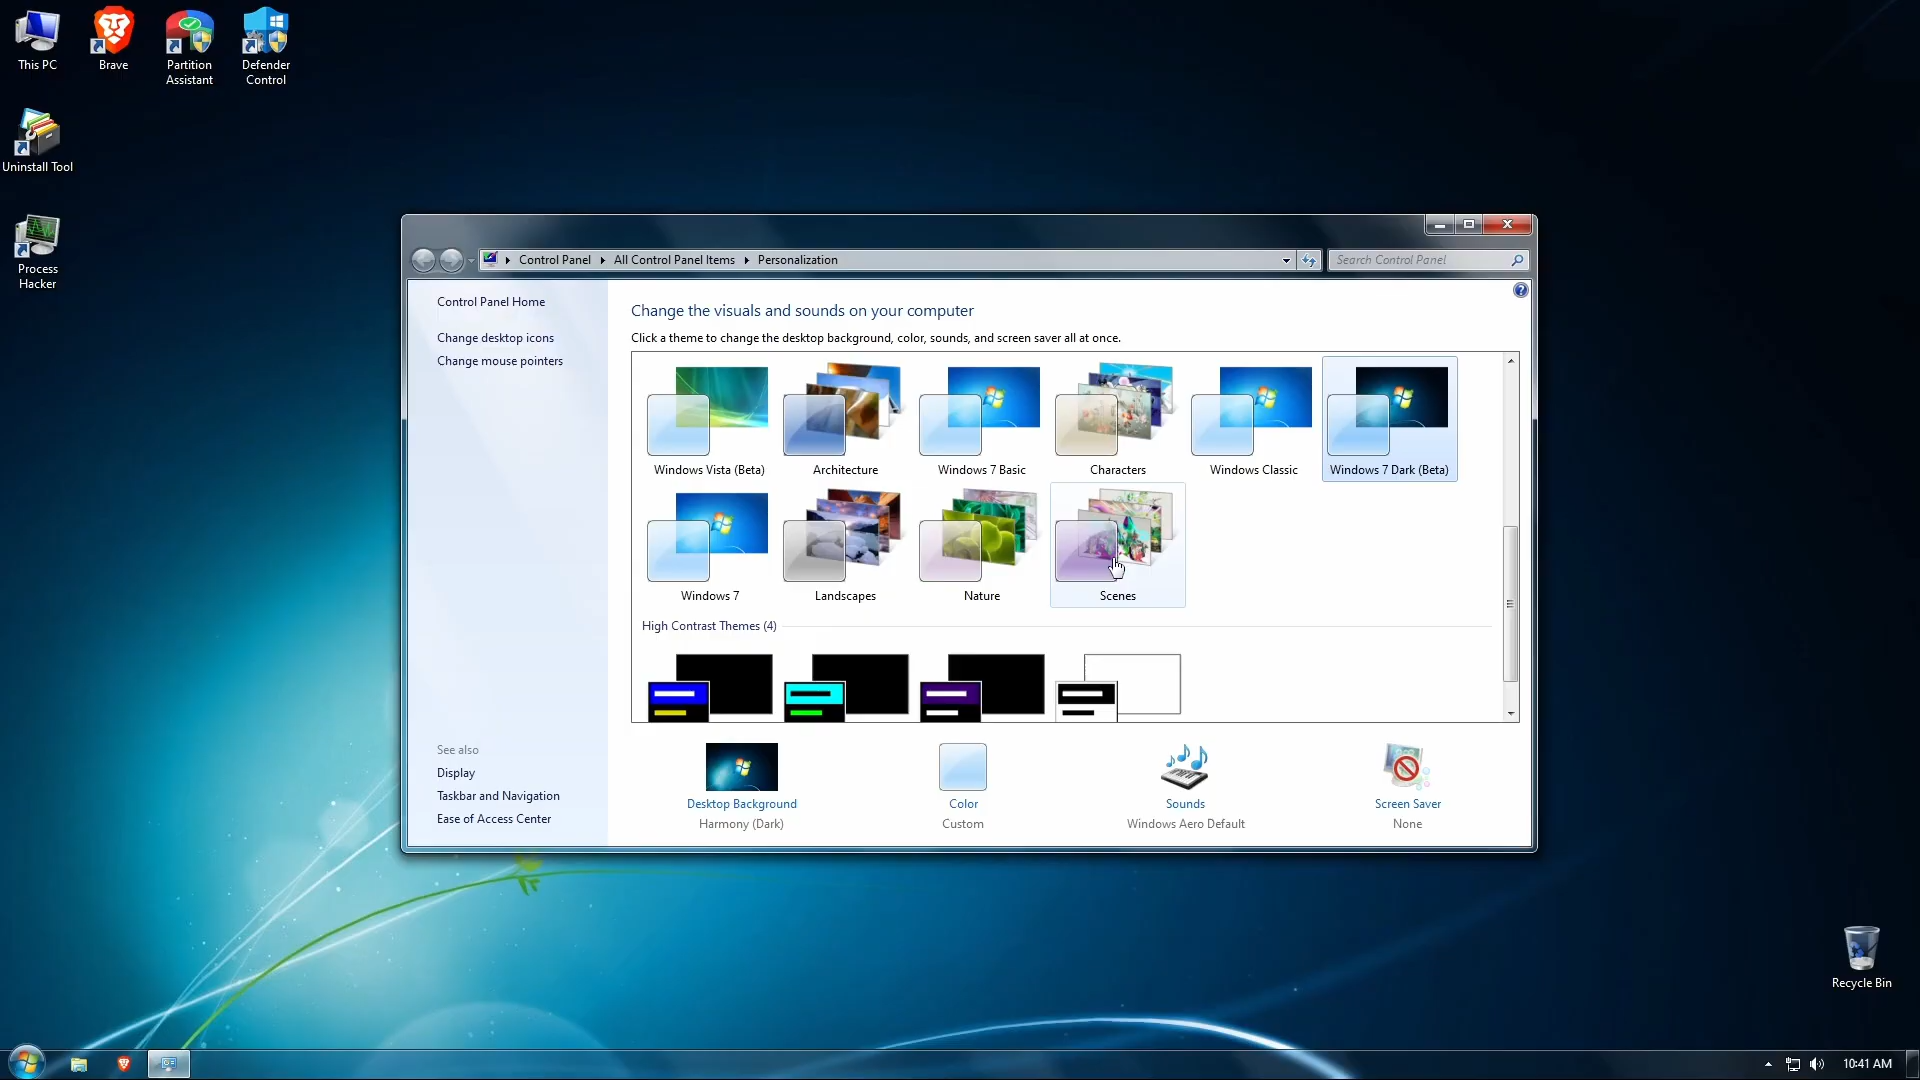 This PC
Brave
Partition
Assistant
Defender
Control
Uninstall Tool
Process
Hacker
Control Panel
All Control Panel Items
Personalization
Search Control Panel
Control Panel Home
Change desktop icons
Change mouse pointers
Change the visuals and sounds on your computer
Click a theme to change the desktop background, color, sounds, and screen saver all at once.
Windows Vista (Beta)
Architecture
Windows 7 Basic
Characters
Windows Classic
Windows 7 Dark (Beta)
Windows 7
Landscapes
Nature
Scenes
High Contrast Themes (4)
See also
Display
Taskbar and Navigation
Ease of Access Center
Desktop Background
Harmony (Dark)
Color
Custom
Sounds
Windows Aero Default
Screen Saver
None
Recycle Bin
10:41 AM